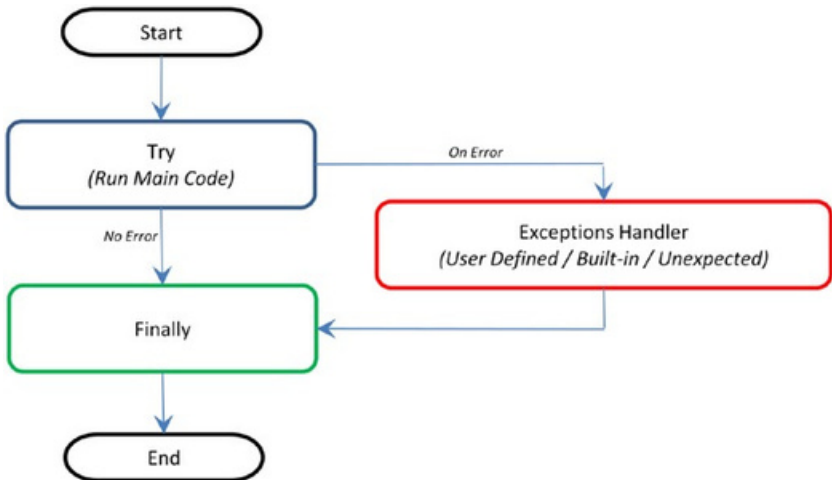 Start
Try
(Run Main Code)
On Error
No Error
Exceptions Handler
(User Defined / Built-in / Unexpected)
Finally
End